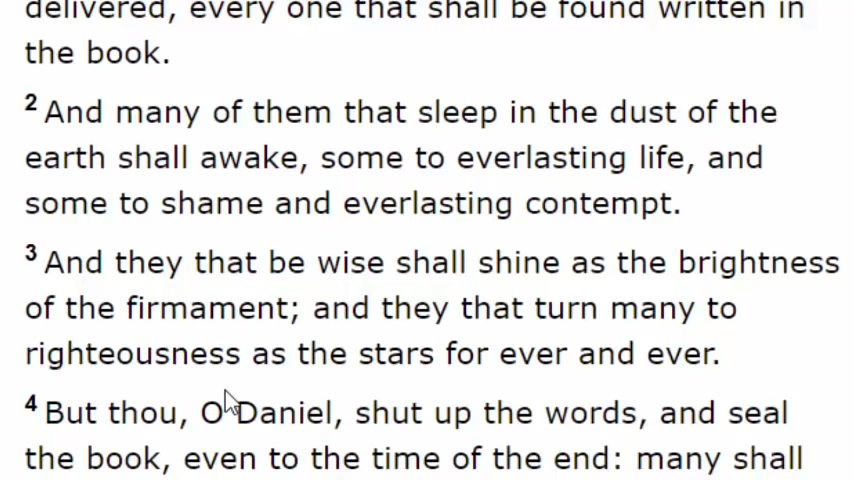 delivered, every one that shall be found written in
the book.
2 And many of them that sleep in the dust of the
earth shall awake, some to everlasting life, and
some to shame and everlasting contempt.
3 And they that be wise shall shine as the brightness
of the firmament; and they that turn many to
righteousness as the stars for ever and ever.
4 But thou, O Daniel, shut up the words, and seal
the book, even to the time of the end: many shall